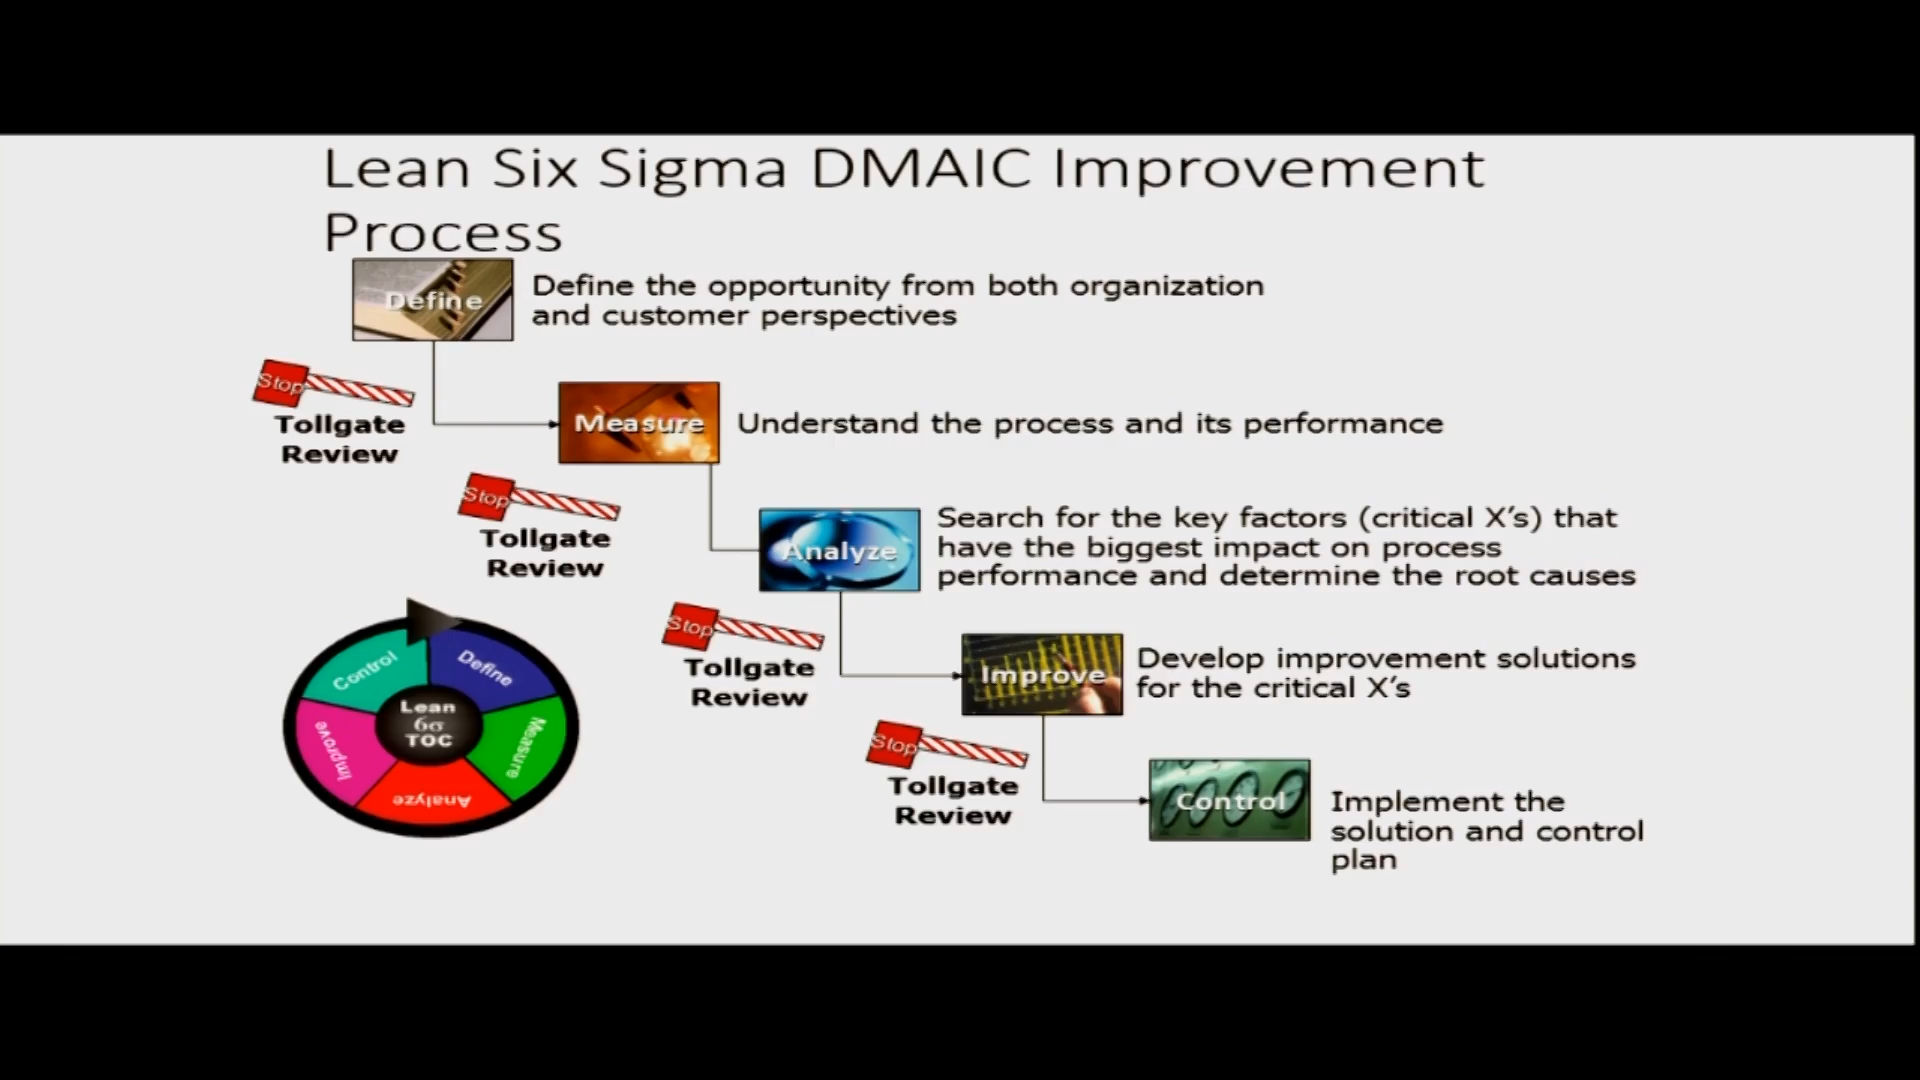 Lean Six Sigma DMAIC Improvement
Process
Define
Define the opportunity from both organization
and customer perspectives
Stop
Tollgate
Review
Measure
Understand the process and its performance
Stop
Tollgate
Review
Analyze
Search for the key factors (critical X's) that
have the biggest impact on process
performance and determine the root causes
Stop
Tollgate
Review
Improve
Develop improvement solutions
for the critical X's
Stop
Tollgate
Review
Control
Implement the
solution and control
plan
Control
Define
Measure
Analyze
Improve
Lean
6σ
TOC